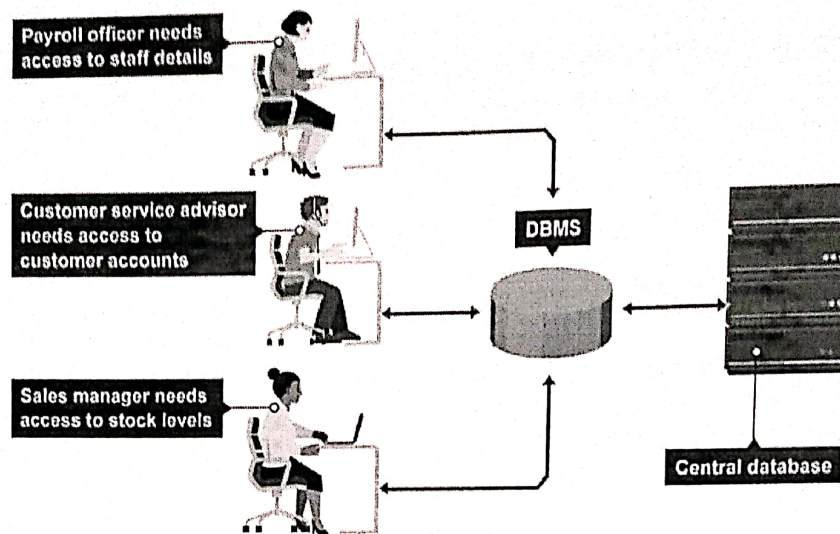 Payroll officer needs
access to staff details
Customer service advisor
needs access to
customer accounts
DBMS
Sales manager needs
access to stock levels
Central database